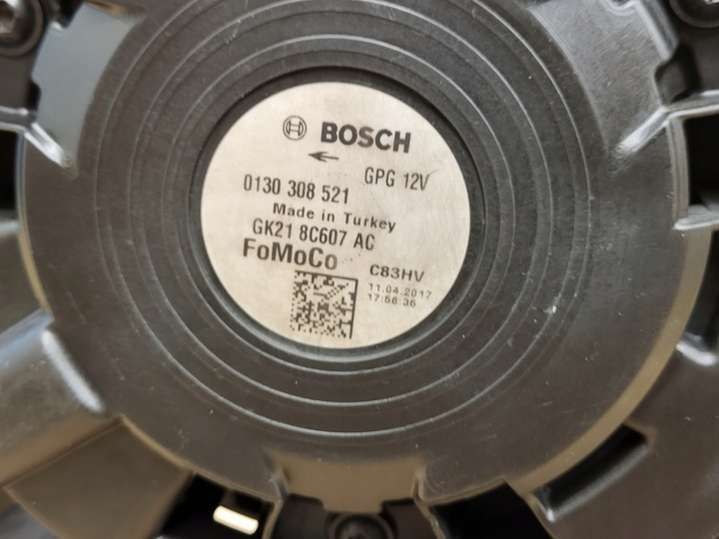 BOSCH
GPG 12V
0130 308 521
Made in Turkey
GK21 8C607 AC
FoMoCo
C83HV
11.04.2017
17:56:36